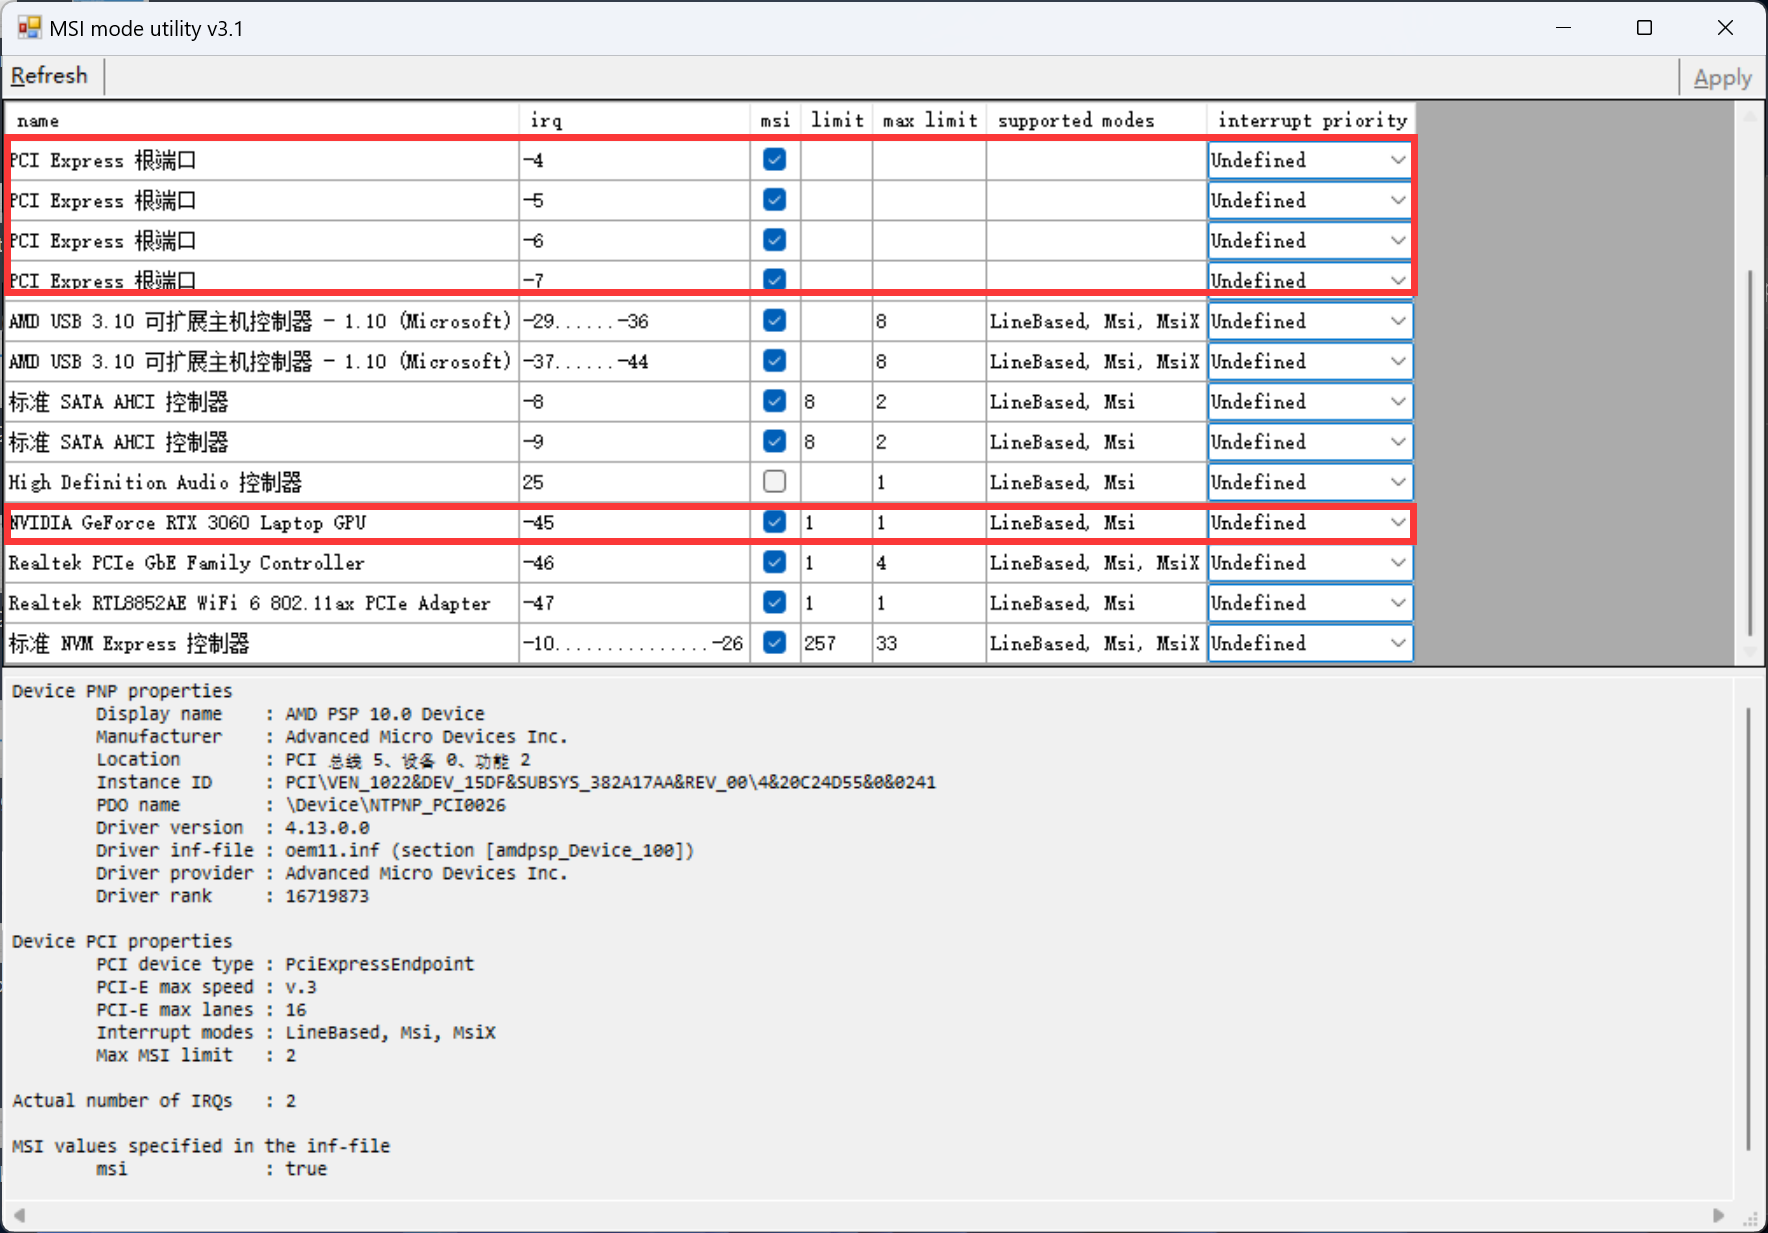 MSI mode utility v3.1
Refresh Apply
name irq msi limit max limit supported modes interrupt priority
PCI Express 根端口 -4 Undefined
PCI Express 根端口 -5 Undefined
PCI Express 根端口 -6 Undefined
PCI Express 根端口 -7 Undefined
AMD USB 3.10 可扩展主机控制器 - 1.10 (Microsoft) -29......-36 8 LineBased, Msi, MsiX Undefined
AMD USB 3.10 可扩展主机控制器 - 1.10 (Microsoft) -37......-44 8 LineBased, Msi, MsiX Undefined
标准 SATA AHCI 控制器 -8 8 2 LineBased, Msi Undefined
标准 SATA AHCI 控制器 -9 8 2 LineBased, Msi Undefined
High Definition Audio 控制器 25 1 LineBased, Msi Undefined
NVIDIA GeForce RTX 3060 Laptop GPU -45 1 1 LineBased, Msi Undefined
Realtek PCIe GbE Family Controller -46 1 4 LineBased, Msi, MsiX Undefined
Realtek RTL8852AE WiFi 6 802.11ax PCIe Adapter -47 1 1 LineBased, Msi Undefined
标准 NVM Express 控制器 -10...............-26 257 33 LineBased, Msi, MsiX Undefined
Device PNP properties
Display name : AMD PSP 10.0 Device
Manufacturer : Advanced Micro Devices Inc.
Location : PCI 总线 5、设备 0、功能 2
Instance ID : PCI\VEN_1022&DEV_15DF&SUBSYS_382A17AA&REV_00\4&20C24D55&0&0241
PDO name : \Device\NTPNP_PCI0026
Driver version : 4.13.0.0
Driver inf-file : oem11.inf (section [amdpsp_Device_100])
Driver provider : Advanced Micro Devices Inc.
Driver rank : 16719873
Device PCI properties
PCI device type : PciExpressEndpoint
PCI-E max speed : v.3
PCI-E max lanes : 16
Interrupt modes : LineBased, Msi, MsiX
Max MSI limit : 2
Actual number of IRQs : 2
MSI values specified in the inf-file
msi : true